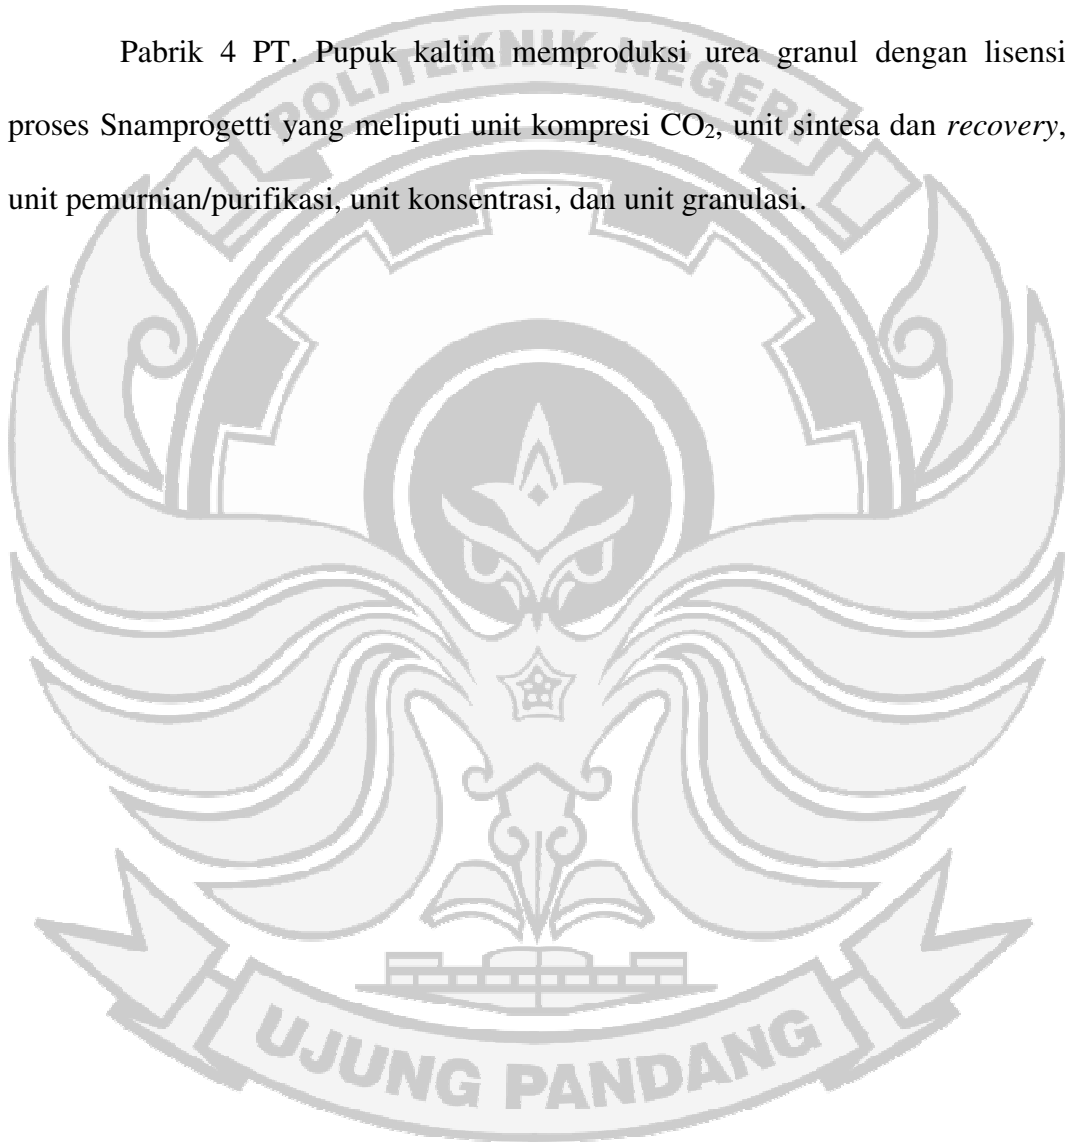 Pabrik 4 PT. Pupuk kaltim memproduksi urea granul dengan lisensi
proses Snamprogetti yang meliputi unit kompresi CO₂, unit sintesa dan recovery,
unit pemurnian/purifikasi, unit konsentrasi, dan unit granulasi.
POLITEKNIK NEGERI
UJUNG PANDANG